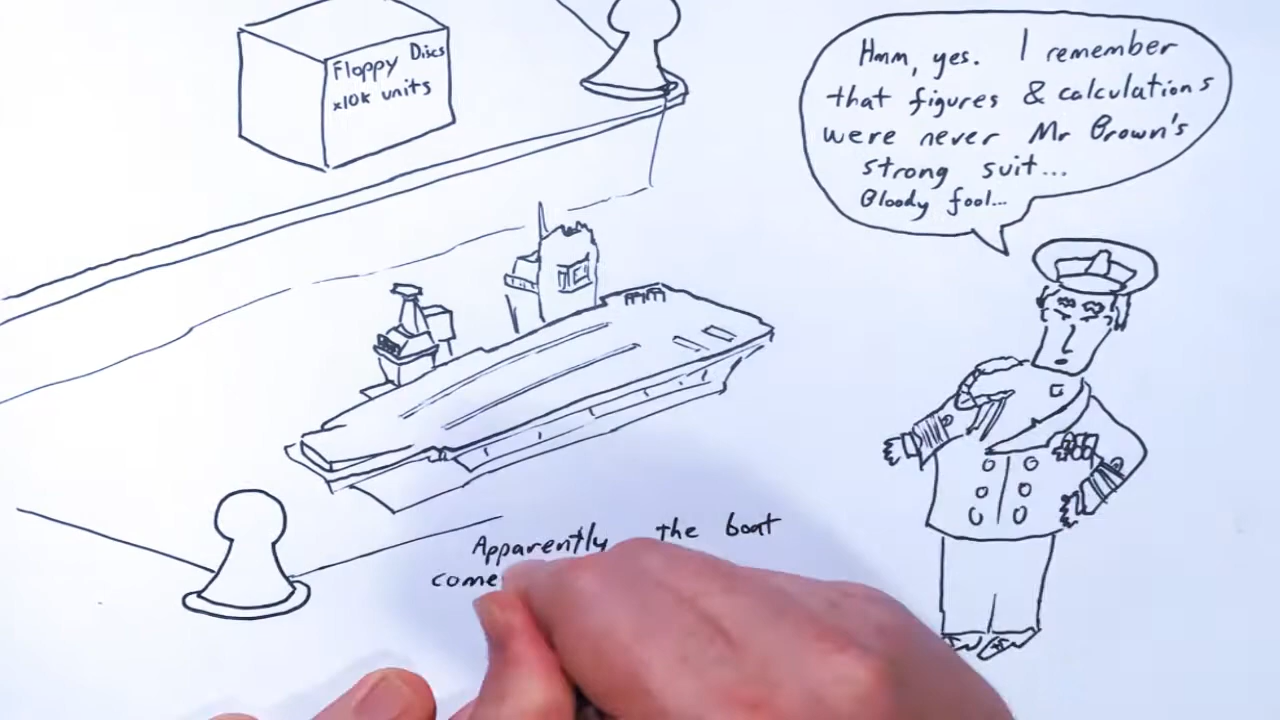 Floppy Discs
x10k units
Hmm, yes. I remember
that figures & calculations
were never Mr Brown's
strong suit...
Bloody fool...
Apparently the boat
come